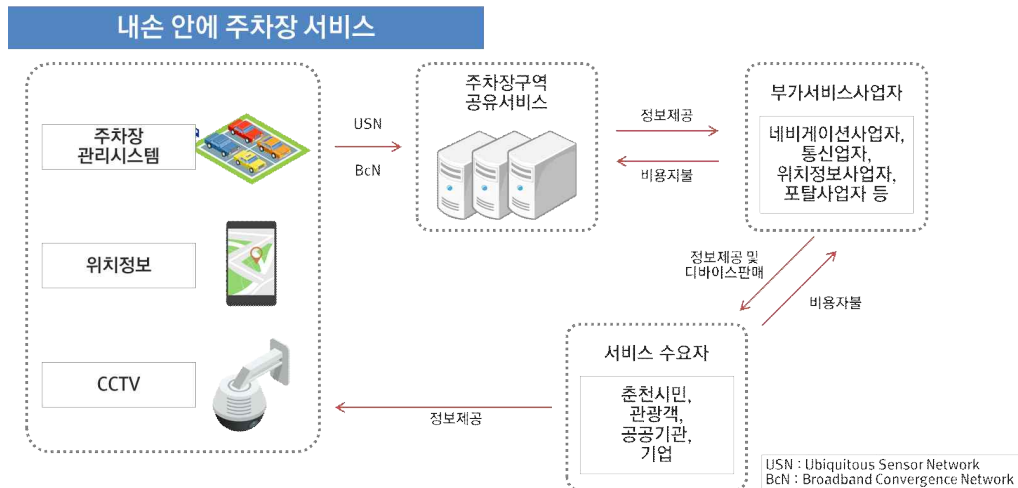 내손 안에 주차장 서비스
주차장
관리시스템
위치정보
CCTV
USN
BcN
주차장구역
공유서비스
정보제공
비용지불
부가서비스사업자
네비게이션사업자,
통신업자,
위치정보사업자,
포탈사업자 등
정보제공 및
디바이스판매
비용자불
서비스 수요자
춘천시민,
관광객,
공공기관,
기업
정보제공
USN : Ubiquitous Sensor Network
BcN : Broadband Convergence Network